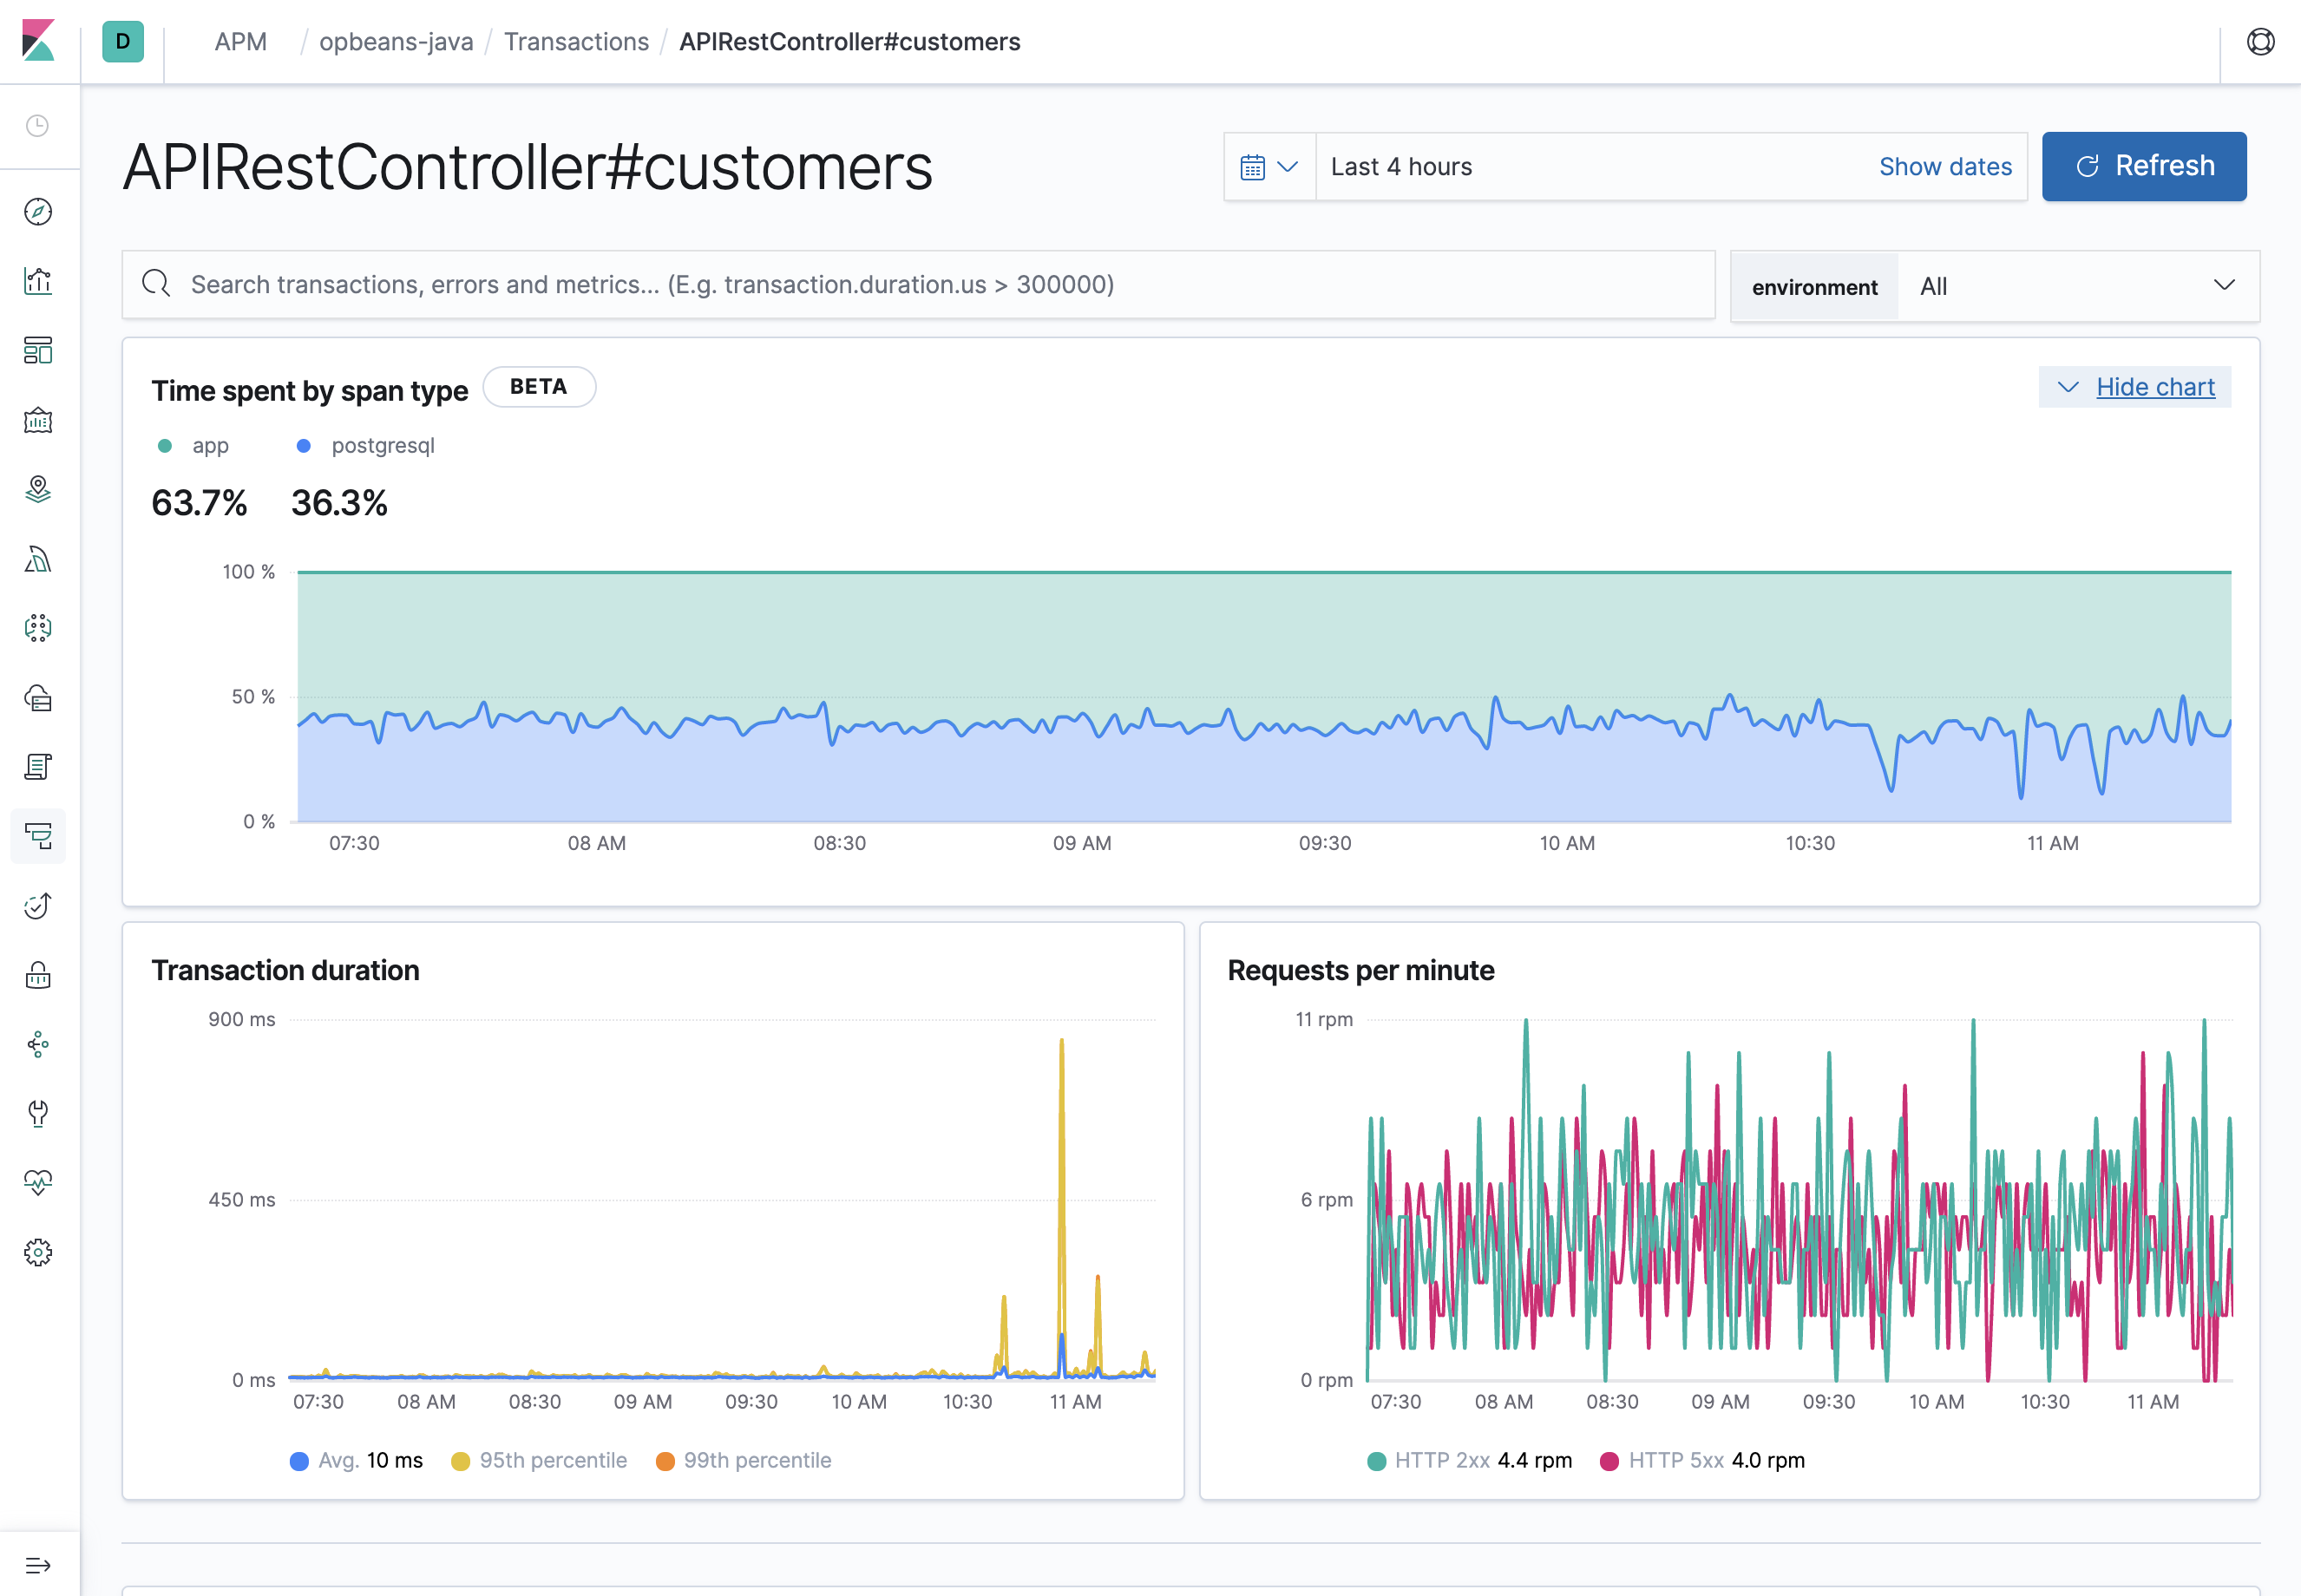 D APM / opbeans-java / Transactions / APIRestController#customers
APIRestController#customers
Last 4 hours Show dates Refresh
Search transactions, errors and metrics... (E.g. transaction.duration.us > 300000)
environment All
Time spent by span type BETA Hide chart
app postgresql
63.7% 36.3%
100 %
50 %
0 %
07:30 08 AM 08:30 09 AM 09:30 10 AM 10:30 11 AM
Transaction duration
900 ms
450 ms
0 ms
07:30 08 AM 08:30 09 AM 09:30 10 AM 10:30 11 AM
Avg. 10 ms 95th percentile 99th percentile
Requests per minute
11 rpm
6 rpm
0 rpm
07:30 08 AM 08:30 09 AM 09:30 10 AM 10:30 11 AM
HTTP 2xx 4.4 rpm HTTP 5xx 4.0 rpm